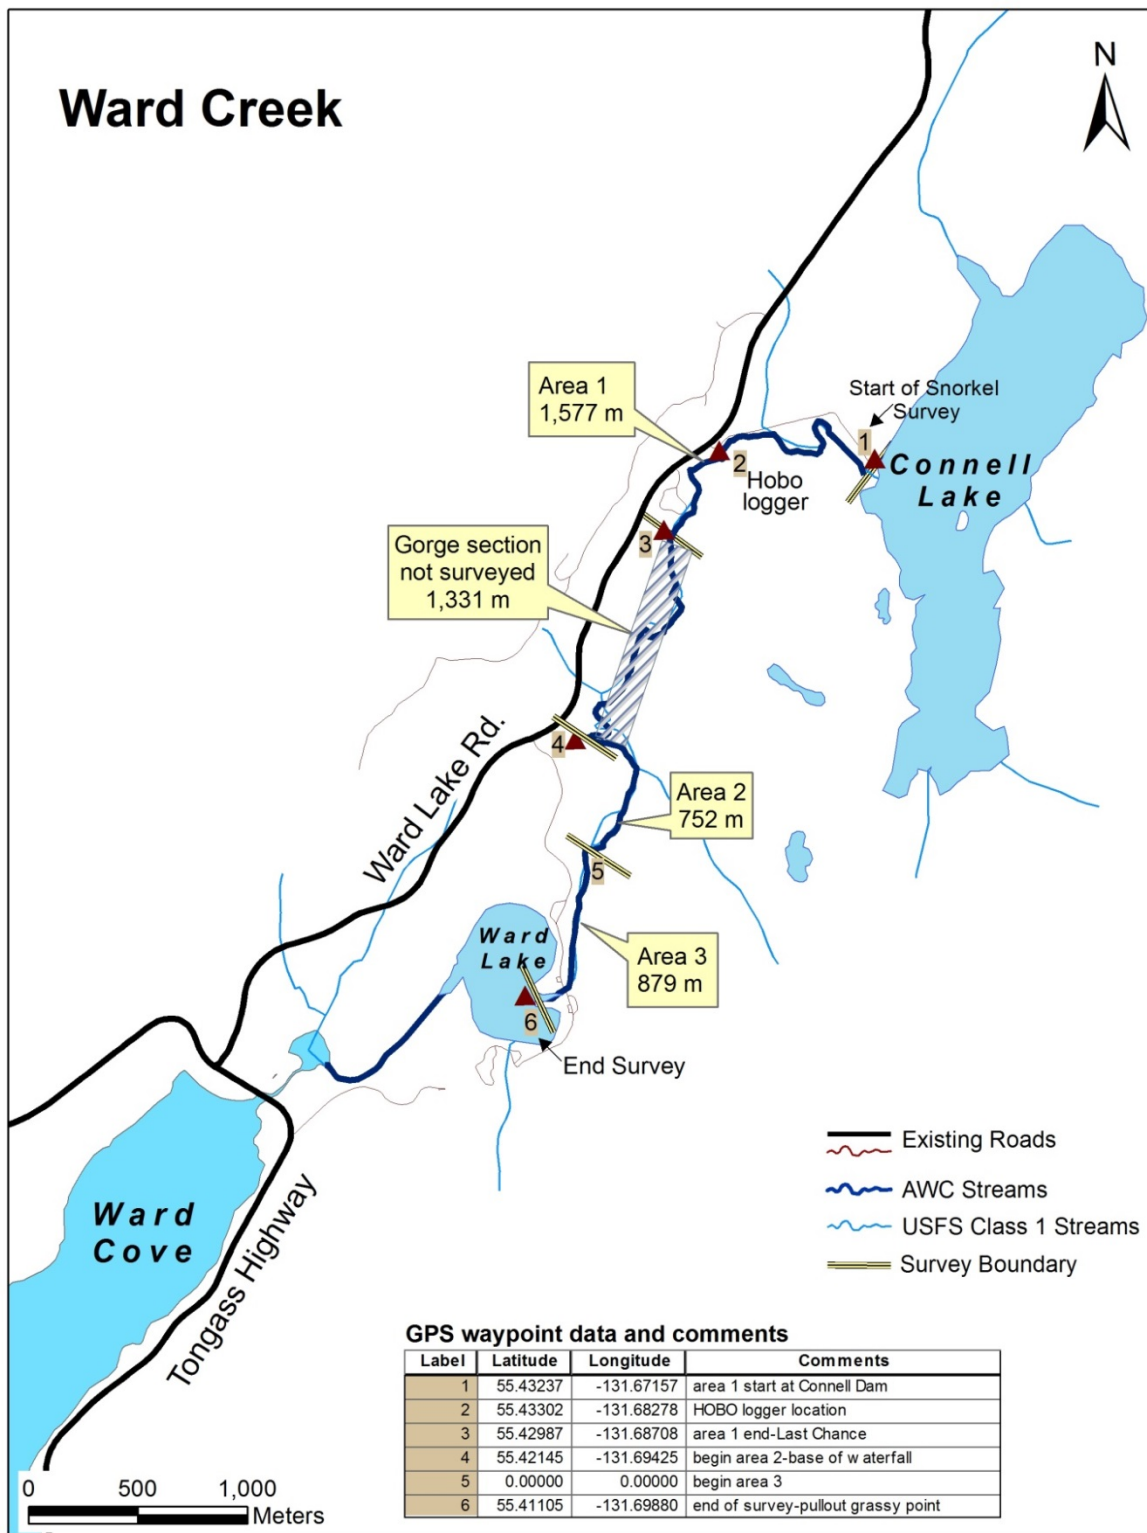 Ward Creek
N
Area 1
1,577 m
Start of Snorkel
Survey
1
2
Hobo
logger
Connell
Lake
3
Gorge section
not surveyed
1,331 m
4
Ward Lake Rd.
Area 2
752 m
5
Ward
Lake
Area 3
879 m
6
End Survey
Existing Roads
AWC Streams
USFS Class 1 Streams
Survey Boundary
Ward
Cove
Tongass Highway
GPS waypoint data and comments
Label Latitude Longitude Comments
1 55.43237 -131.67157 area 1 start at Connell Dam
2 55.43302 -131.68278 HOBO logger location
3 55.42987 -131.68708 area 1 end-Last Chance
4 55.42145 -131.69425 begin area 2-base of waterfall
5 0.00000 0.00000 begin area 3
6 55.41105 -131.69880 end of survey-pullout grassy point
0 500 1,000
Meters